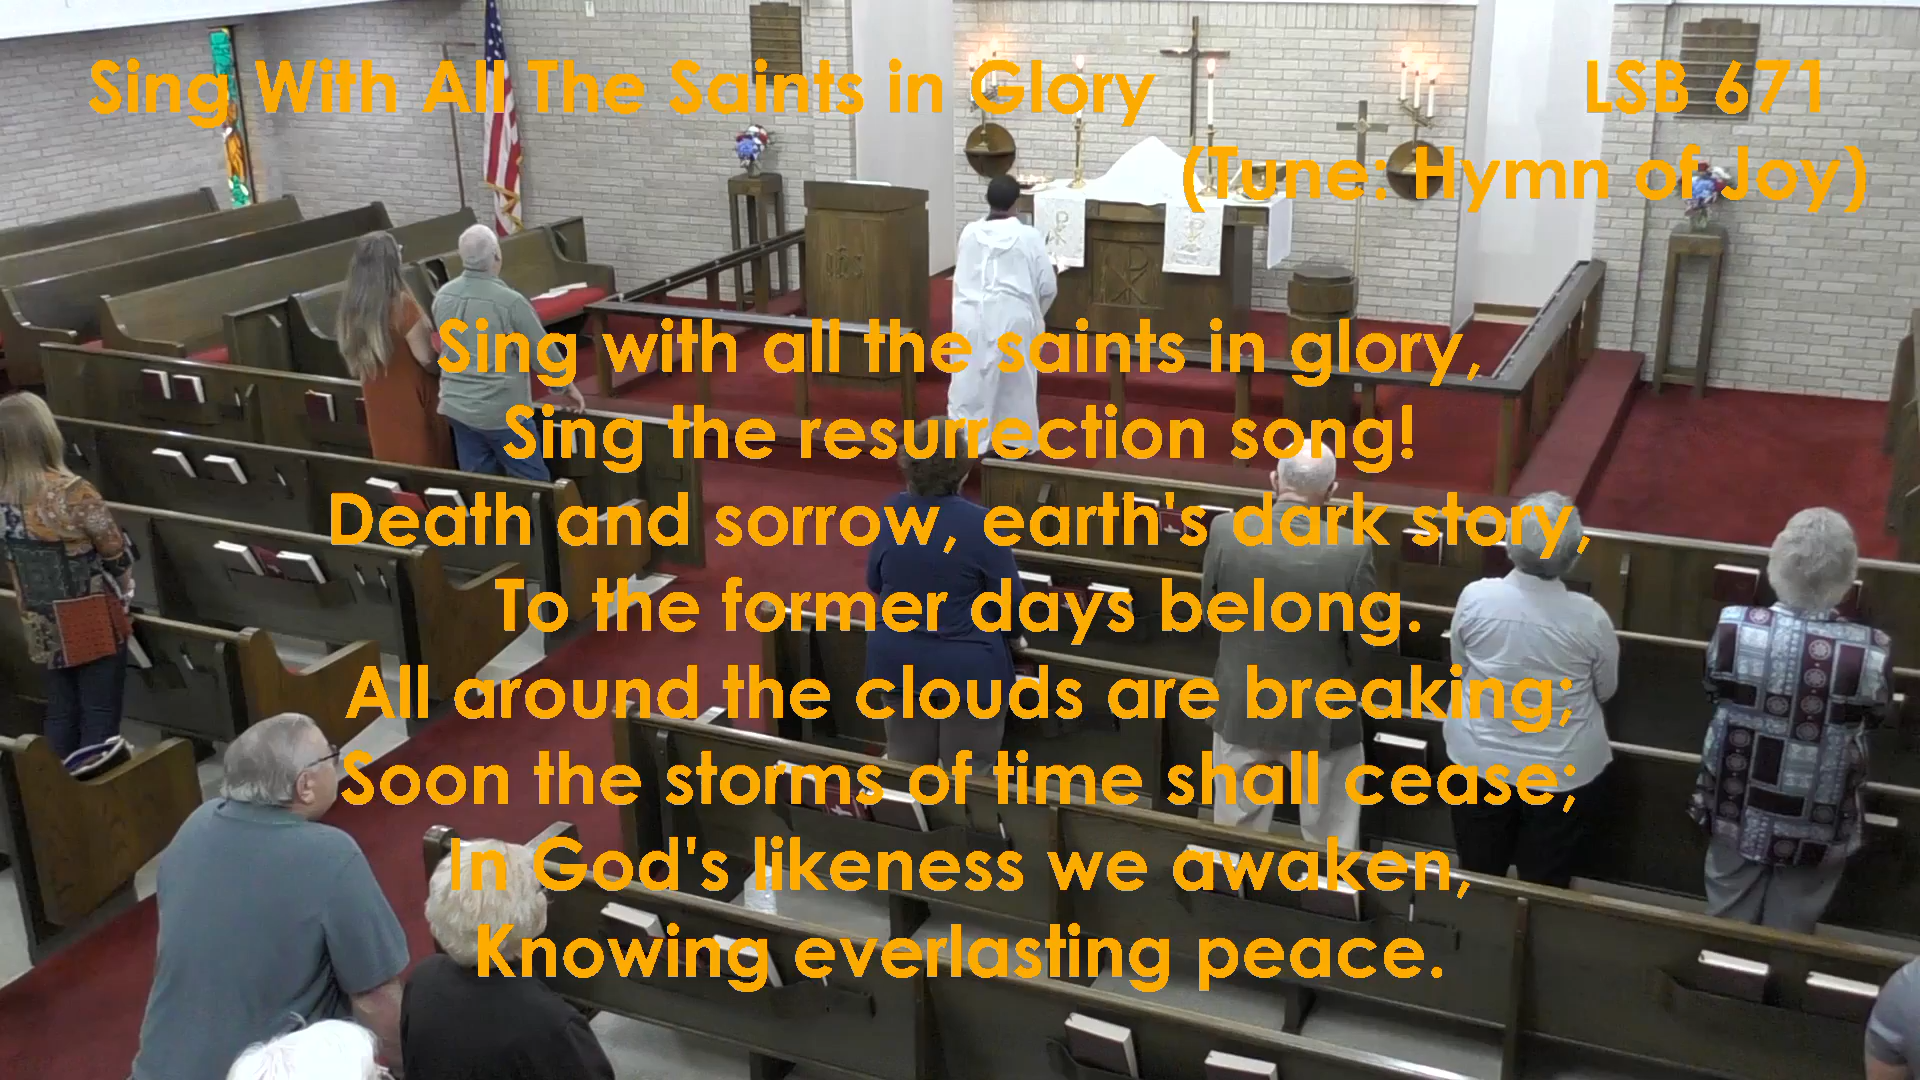 Sing With All The Saints in Glory LSB 671
(Tune: Hymn of Joy)
Sing with all the saints in glory,
Sing the resurrection song!
Death and sorrow, earth's dark story,
To the former days belong.
All around the clouds are breaking;
Soon the storms of time shall cease;
In God's likeness we awaken,
Knowing everlasting peace.